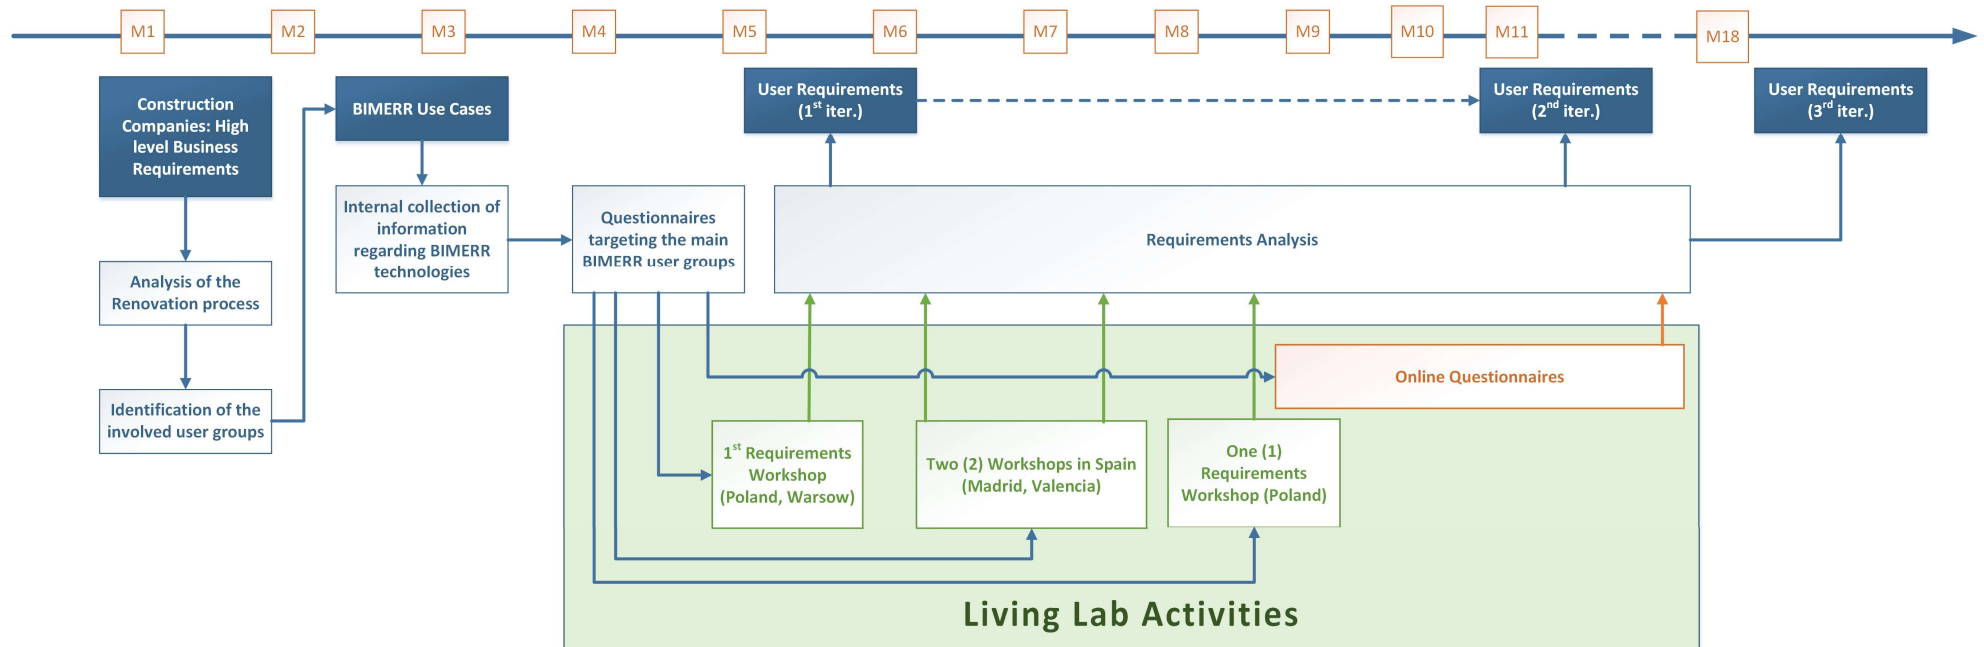 M1 M2 M3 M4 M5 M6 M7 M8 M9 M10 M11 M18
Construction
Companies: High
level Business
Requirements
Analysis of the
Renovation process
Identification of the
involved user groups
BIMERR Use Cases
Internal collection of
information
regarding BIMERR
technologies
Questionnaires
targeting the main
BIMERR user groups
User Requirements
(1st iter.)
User Requirements
(2nd iter.)
User Requirements
(3rd iter.)
Requirements Analysis
Online Questionnaires
1st Requirements
Workshop
(Poland, Warsow)
Two (2) Workshops in Spain
(Madrid, Valencia)
One (1)
Requirements
Workshop (Poland)
Living Lab Activities